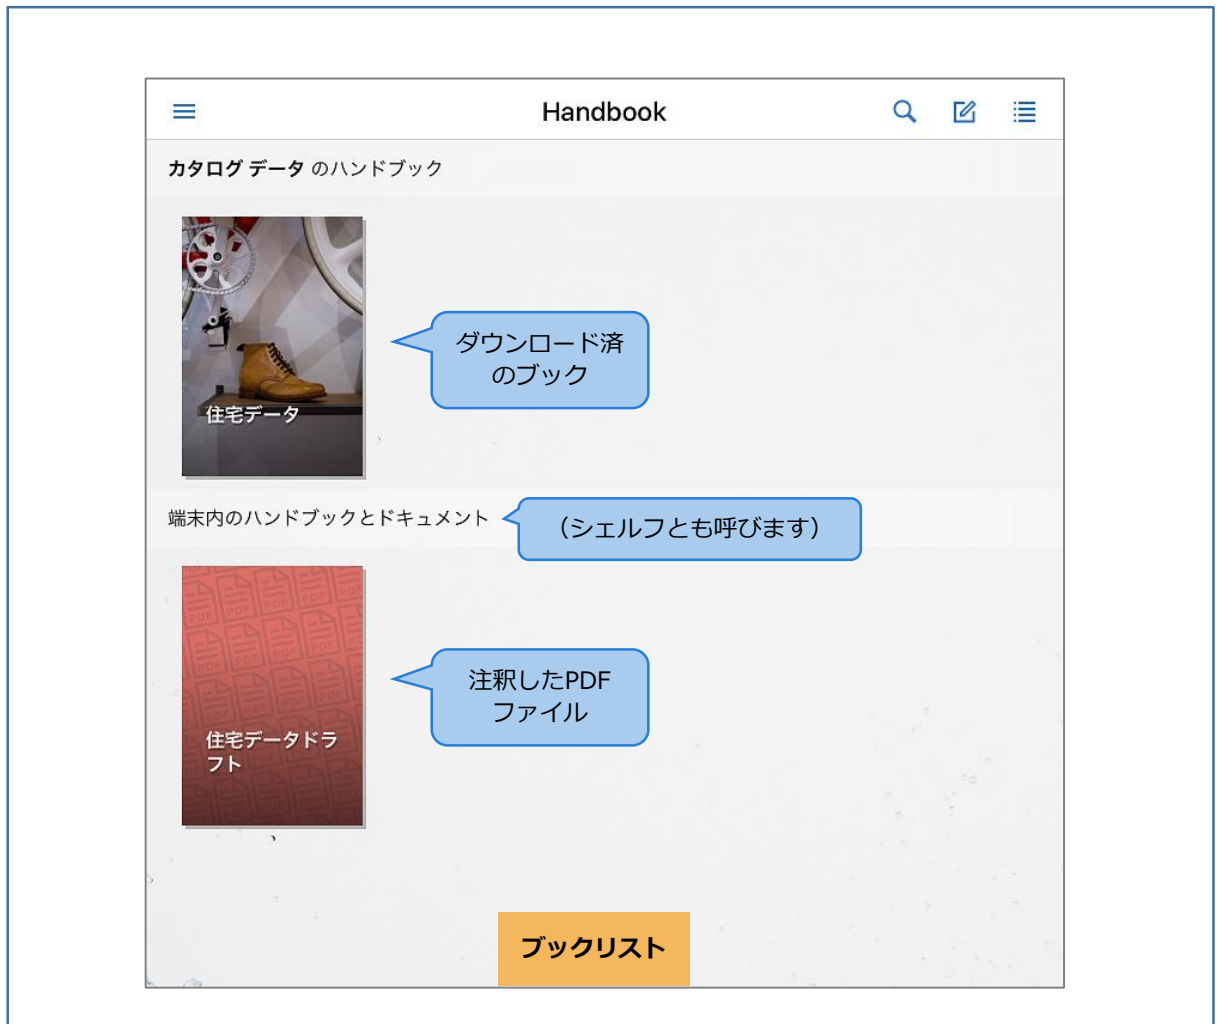 Handbook
カタログ データ のハンドブック
ダウンロード済
のブック
住宅データ
端末内のハンドブックとドキュメント
（シェルフとも呼びます）
注釈したPDF
ファイル
住宅データドラ
フト
ブックリスト